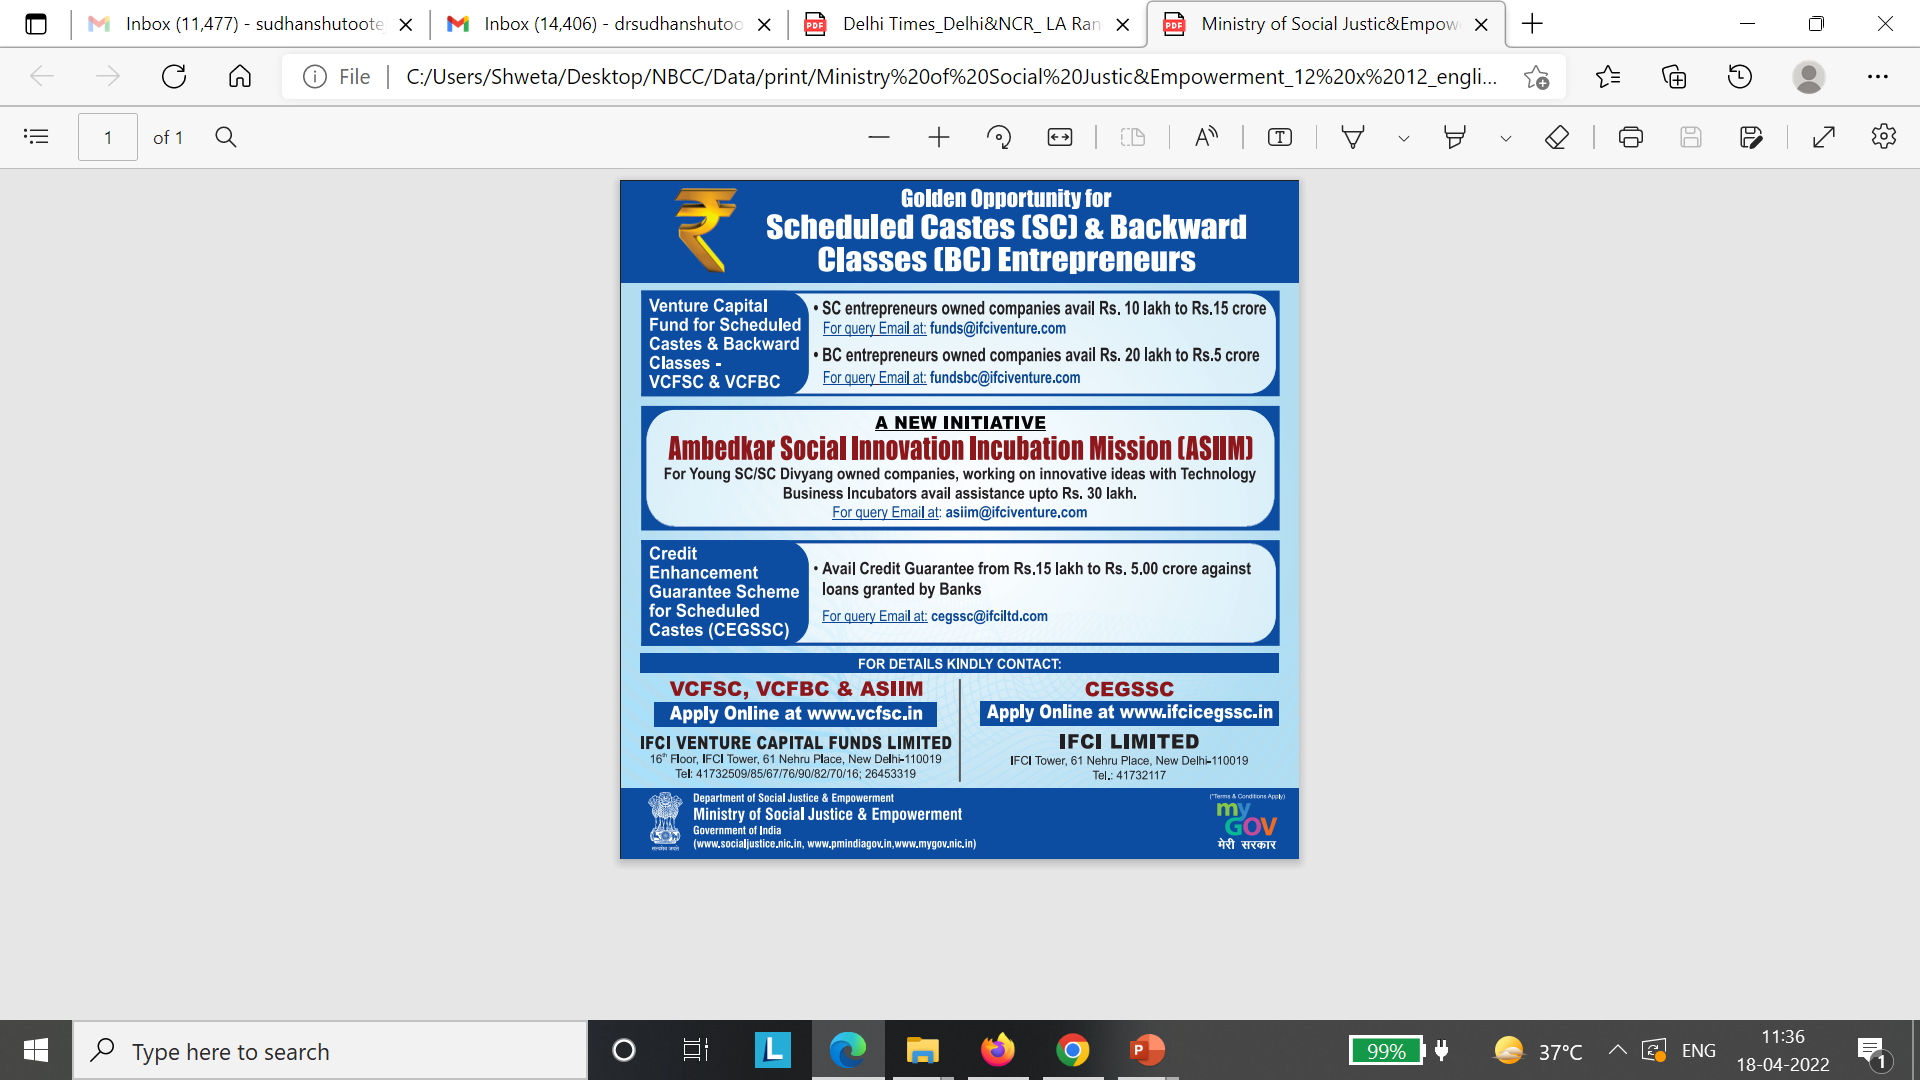 Inbox (11,477) - sudhanshutoote
Inbox (14,406) - drsudhanshutoo
Delhi Times_Delhi&NCR_ LA Ran
Ministry of Social Justic&Empow
File
C:/Users/Shweta/Desktop/NBCC/Data/print/Ministry%20of%20Social%20Justic&Empowerment_12%20x%2012_engli...
1 of 1
Golden Opportunity for
Scheduled Castes (SC) & Backward
Classes (BC) Entrepreneurs
Venture Capital
Fund for Scheduled
Castes & Backward
Classes -
VCFSC & VCFBC
• SC entrepreneurs owned companies avail Rs. 10 lakh to Rs.15 crore
For query Email at: funds@ifciventure.com
• BC entrepreneurs owned companies avail Rs. 20 lakh to Rs.5 crore
For query Email at: fundsbc@ifciventure.com
A NEW INITIATIVE
Ambedkar Social Innovation Incubation Mission (ASIIM)
For Young SC/SC Divyang owned companies, working on innovative ideas with Technology
Business Incubators avail assistance upto Rs. 30 lakh.
For query Email at: asiim@ifciventure.com
Credit
Enhancement
Guarantee Scheme
for Scheduled
Castes (CEGSSC)
• Avail Credit Guarantee from Rs.15 lakh to Rs. 5.00 crore against
loans granted by Banks
For query Email at: cegssc@ifciltd.com
FOR DETAILS KINDLY CONTACT:
VCFSC, VCFBC & ASIIM
Apply Online at www.vcfsc.in
IFCI VENTURE CAPITAL FUNDS LIMITED
16th Floor, IFCI Tower, 61 Nehru Place, New Delhi-110019
Tel: 41732509/85/67/76/90/82/70/16; 26453319
CEGSSC
Apply Online at www.ifcicegssc.in
IFCI LIMITED
IFCI Tower, 61 Nehru Place, New Delhi-110019
Tel.: 41732117
सत्यमेव जयते
Department of Social Justice & Empowerment
Ministry of Social Justice & Empowerment
Government of India
(www.socialjustice.nic.in, www.pmindiagov.in,www.mygov.nic.in)
(*Terms & Conditions Apply)
my
GOV
मेरी सरकार
Type here to search
99%
37°C
ENG
11:36
18-04-2022
1